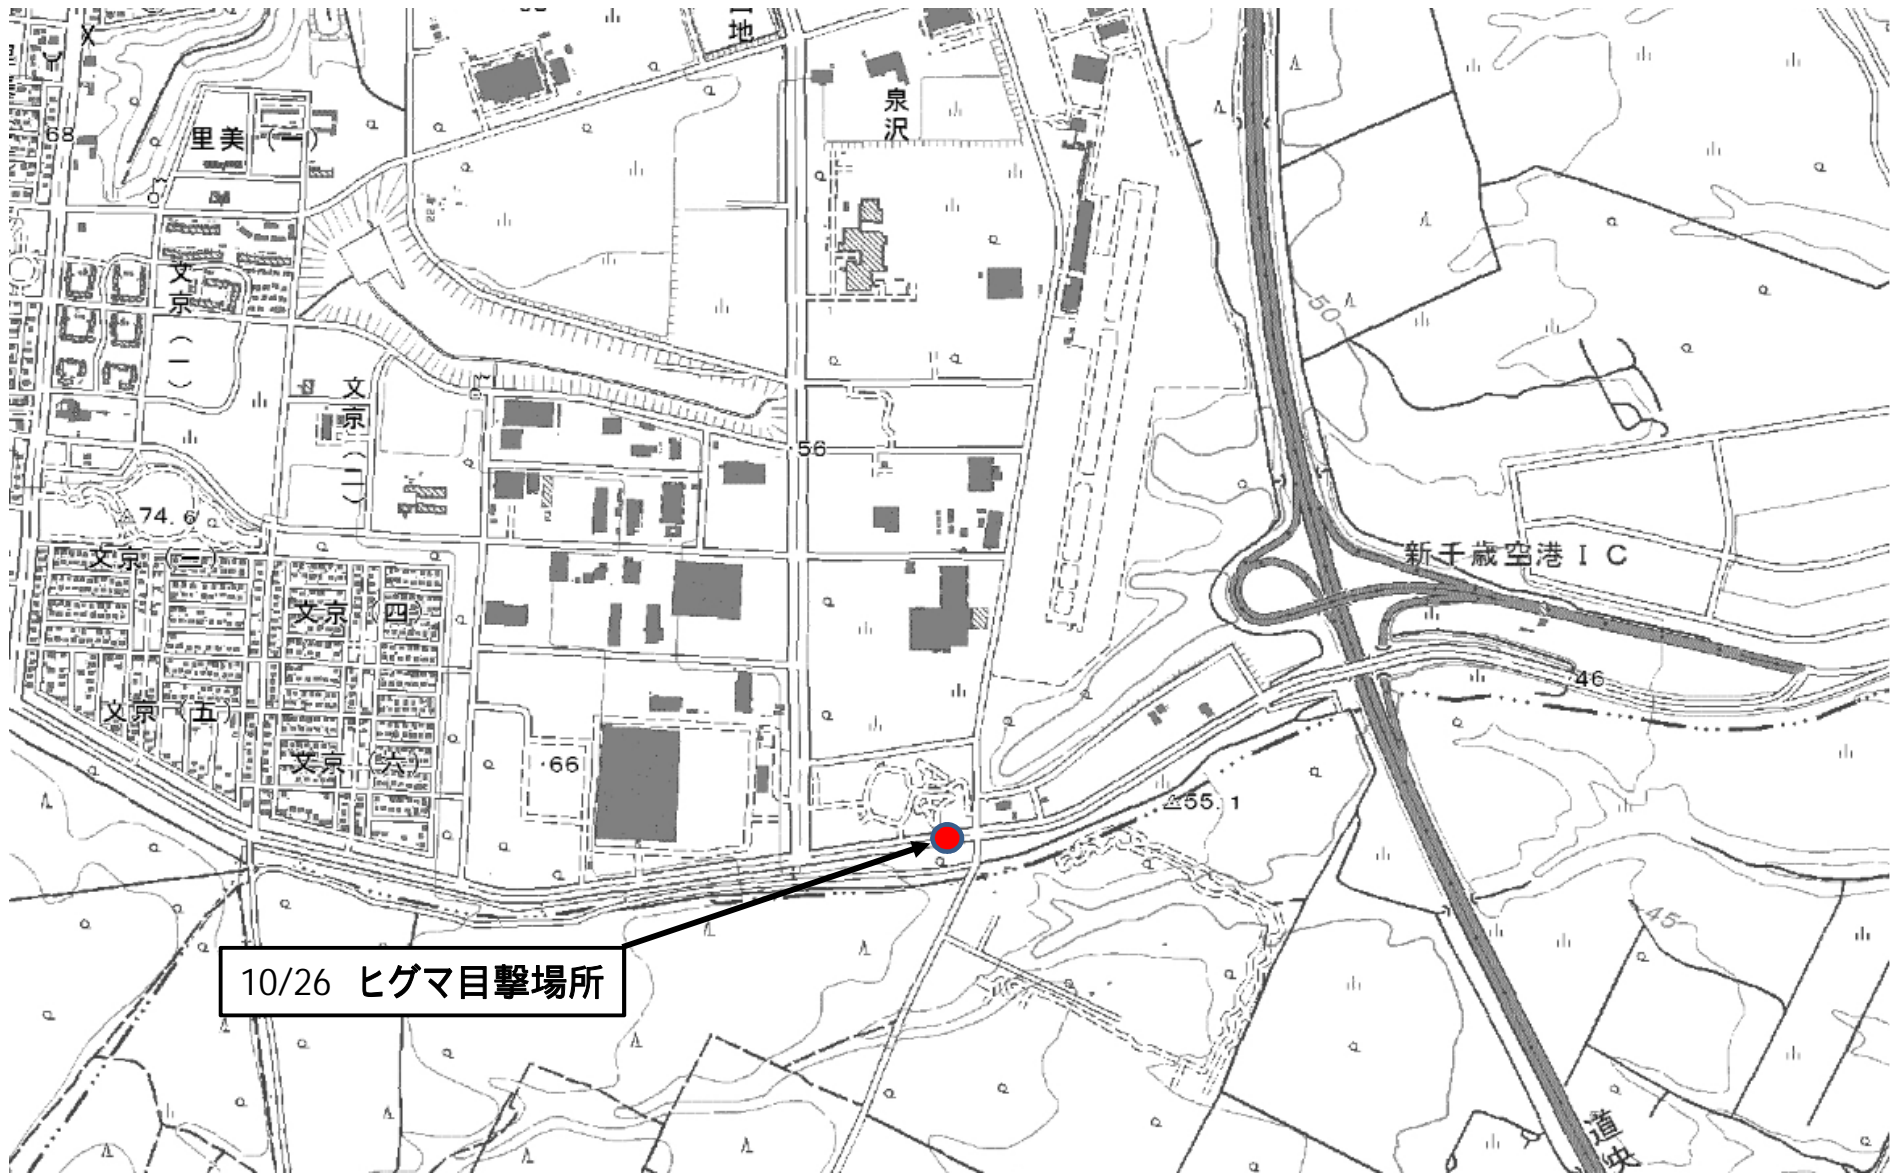 地
泉沢
68
里美(一)
文京(一)
50
文京(二)
56
74.6
新千歳空港IC
文京(三)
文京(四)
46
文京(五)
文京(六)
66
55.1
45
10/26 ヒグマ目撃場所
道央